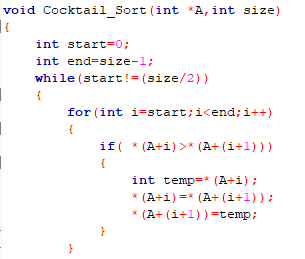 void Cocktail_Sort(int *A,int size)
{
int start=0;
int end=size-1;
while(start!=(size/2))
{
for(int i=start;i<end;i++)
{
if( *(A+i)>*(A+(i+1)))
{
int temp=*(A+i);
*(A+i)=*(A+(i+1));
*(A+(i+1))=temp;
}
}